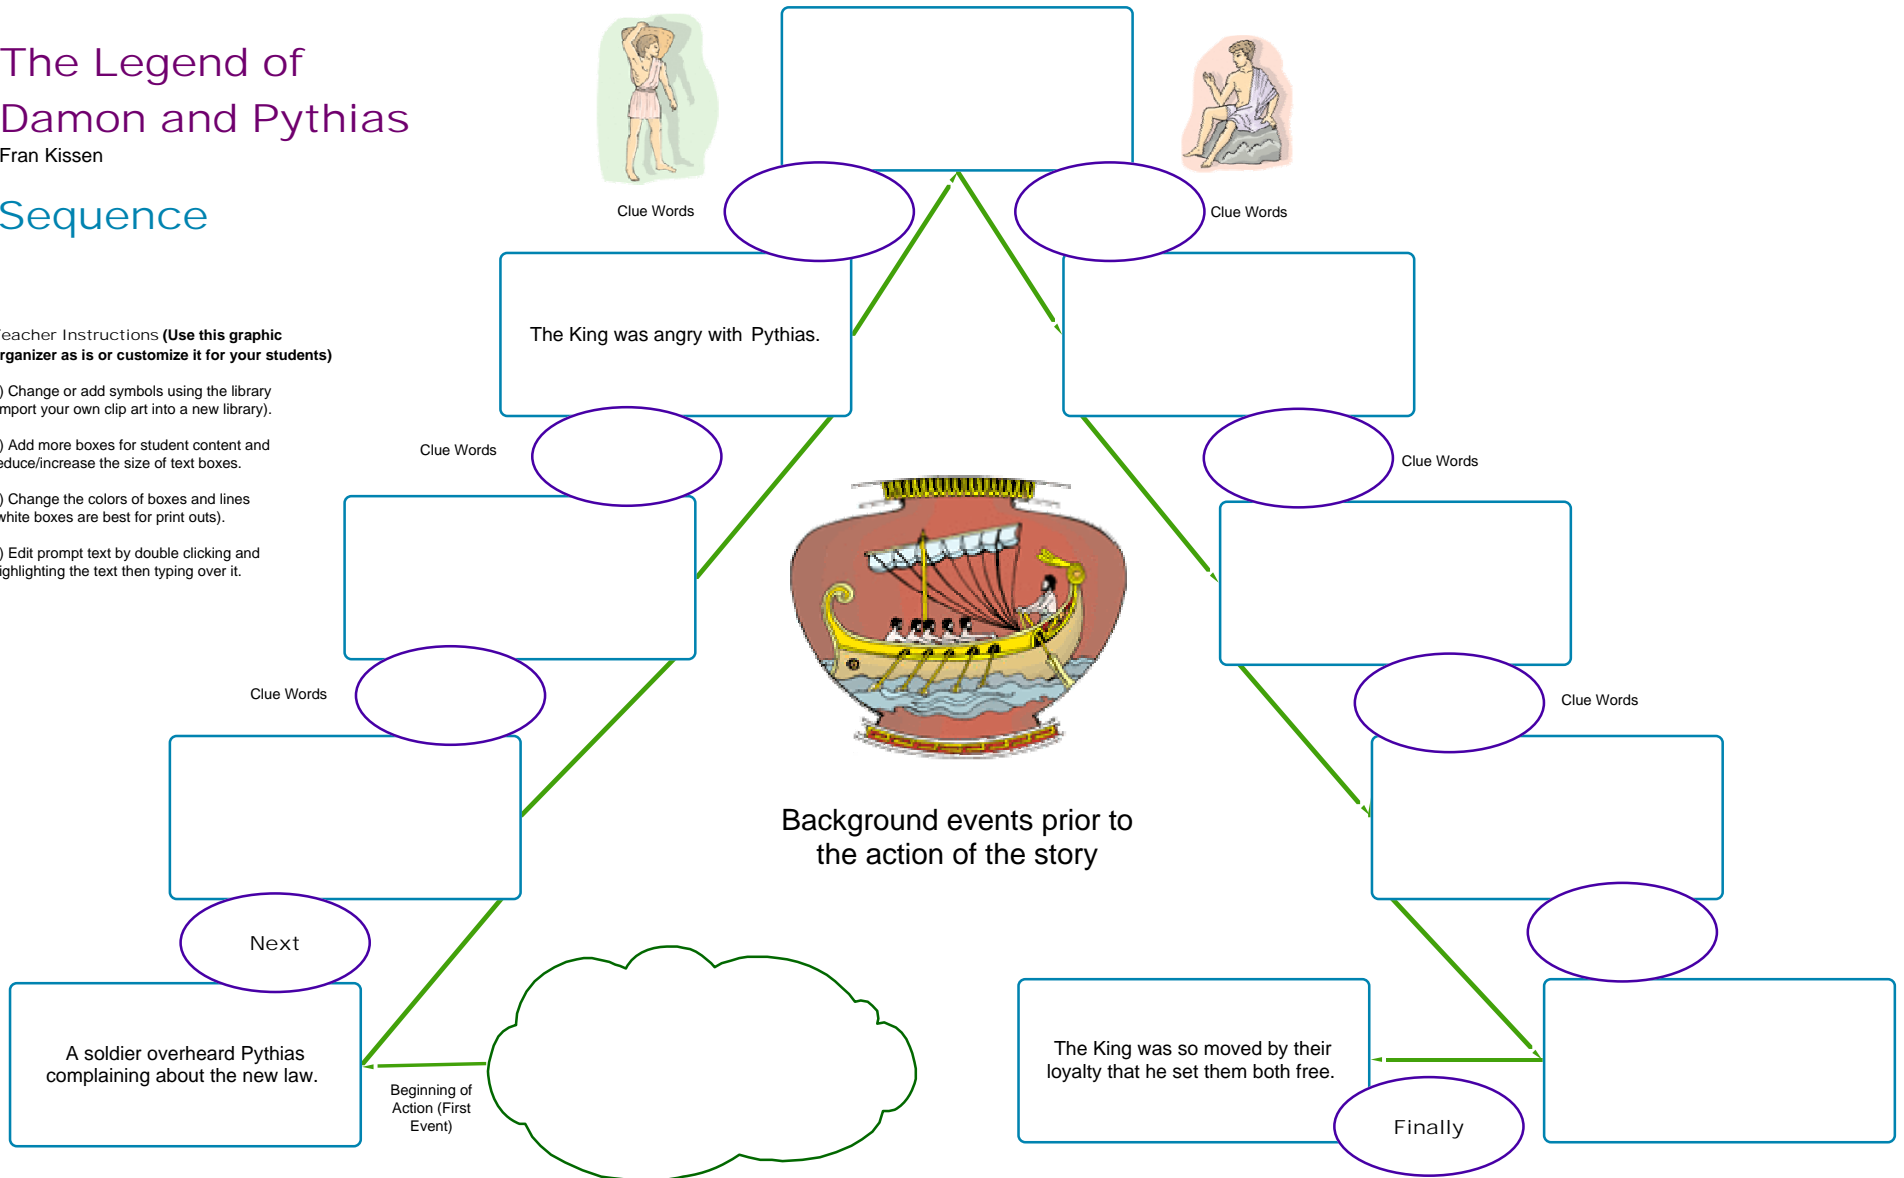 The Legend of
Damon and Pythias
Fran Kissen
Sequence
eacher Instructions (Use this graphic
rganizer as is or customize it for your students)
) Change or add symbols using the library
mport your own clip art into a new library).
) Add more boxes for student content and
educe/increase the size of text boxes.
) Change the colors of boxes and lines
white boxes are best for print outs).
) Edit prompt text by double clicking and
ighlighting the text then typing over it.
Clue Words
Clue Words
The King was angry with Pythias.
Clue Words
Clue Words
Clue Words
Clue Words
Background events prior to
the action of the story
Next
A soldier overheard Pythias
complaining about the new law.
Beginning of
Action (First
Event)
The King was so moved by their
loyalty that he set them both free.
Finally